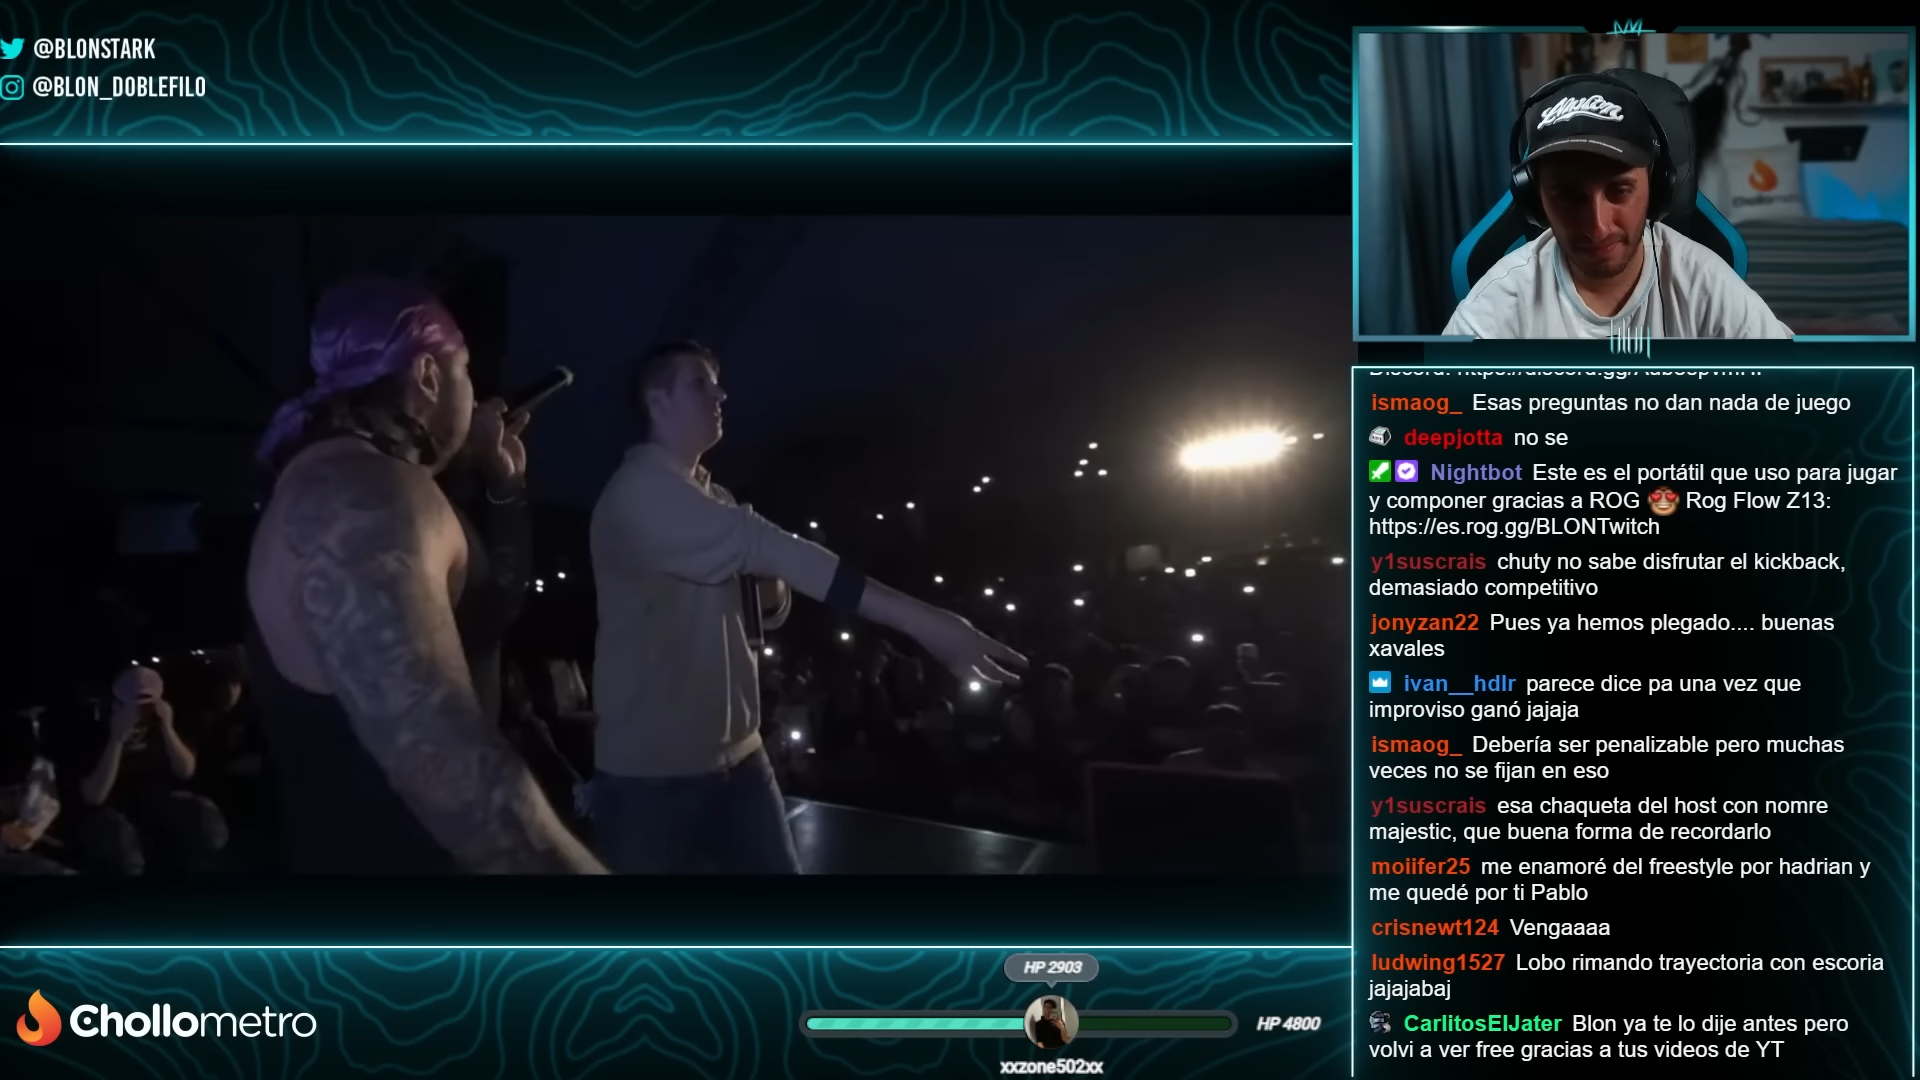 @BLONSTARK
@BLON_DOBLEFILO
ismaog_ Esas preguntas no dan nada de juego
deepjotta no se
Nightbot Este es el portátil que uso para jugar
y componer gracias a ROG Rog Flow Z13:
https://es.rog.gg/BLONTwitch
y1suscrais chuty no sabe disfrutar el kickback,
demasiado competitivo
jonyzan22 Pues ya hemos plegado.... buenas
xavales
ivan__hdlr parece dice pa una vez que
improviso ganó jajaja
ismaog_ Debería ser penalizable pero muchas
veces no se fijan en eso
y1suscrais esa chaqueta del host con nomre
majestic, que buena forma de recordarlo
moiifer25 me enamoré del freestyle por hadrian y
me quedé por ti Pablo
crisnewt124 Vengaaaa
ludwing1527 Lobo rimando trayectoria con escoria
jajajabaj
CarlitosElJater Blon ya te lo dije antes pero
volvi a ver free gracias a tus videos de YT
Chollometro
HP 2903
HP 4800
xxzone502xx